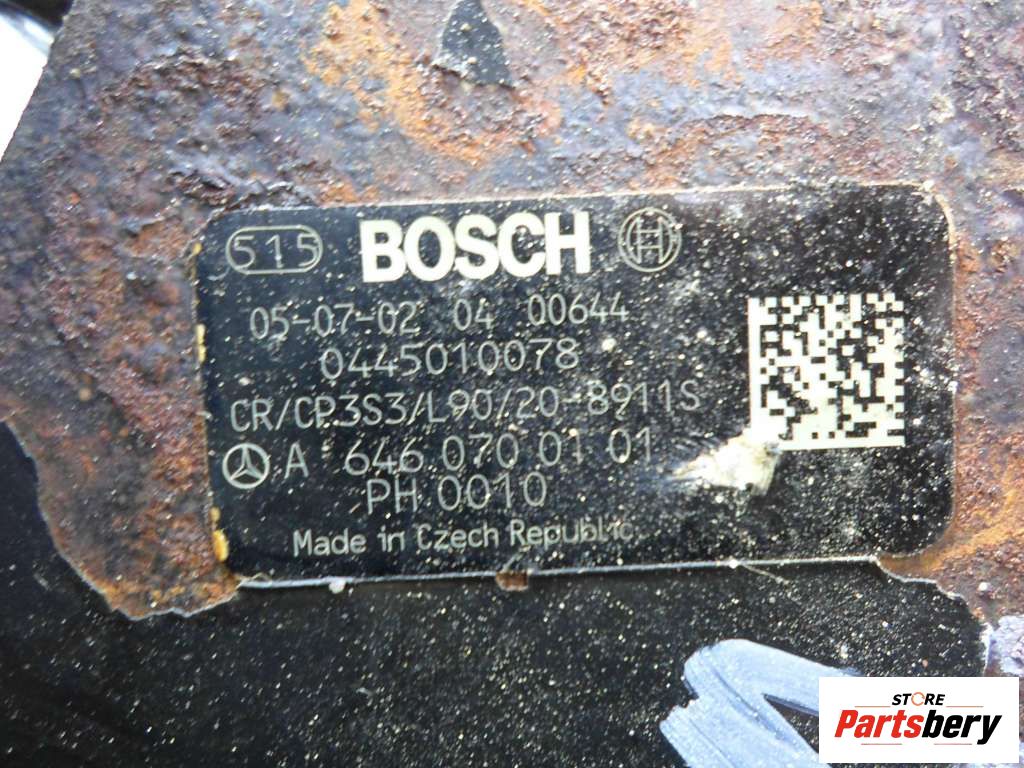 515 BOSCH
05-07-02 04 00644
0445010078
CR/CP3S3/L90/20-8911S
A 646 070 01 01
PH 0010
Made in Czech Republic
STORE
Partsbery